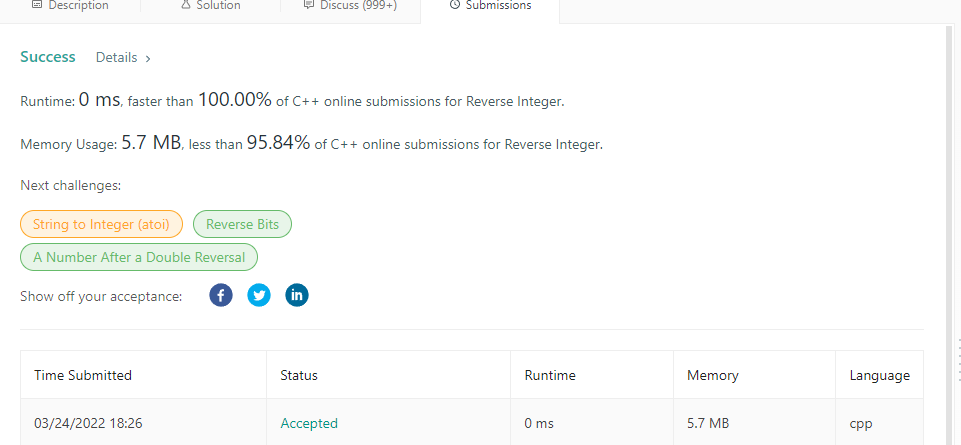 Description Solution Discuss (999+) Submissions
Success Details >
Runtime: 0 ms, faster than 100.00% of C++ online submissions for Reverse Integer.
Memory Usage: 5.7 MB, less than 95.84% of C++ online submissions for Reverse Integer.
Next challenges:
String to Integer (atoi) Reverse Bits
A Number After a Double Reversal
Show off your acceptance:
Time Submitted Status Runtime Memory Language
03/24/2022 18:26 Accepted 0 ms 5.7 MB cpp